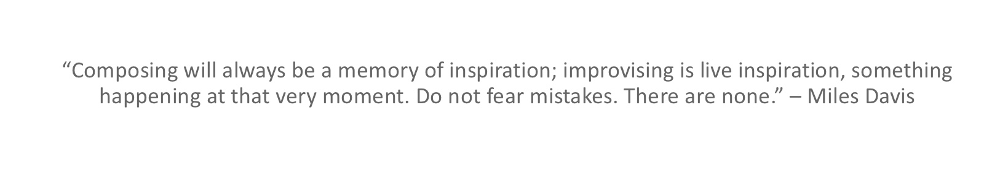 “Composing will always be a memory of inspiration; improvising is live inspiration, something
happening at that very moment. Do not fear mistakes. There are none.” – Miles Davis